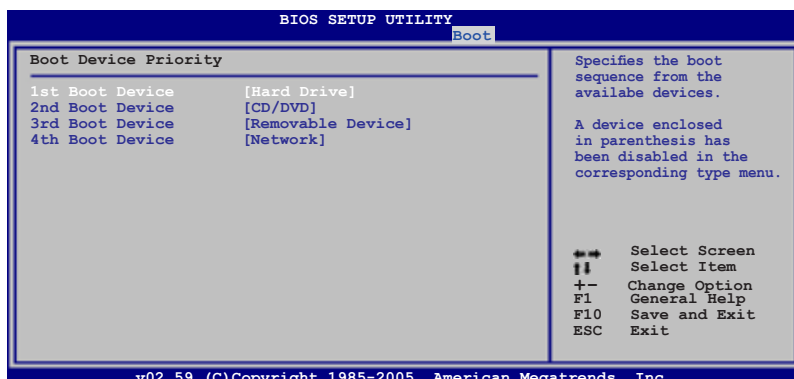 BIOS SETUP UTILITY
Boot
Boot Device Priority
1st Boot Device [Hard Drive]
2nd Boot Device [CD/DVD]
3rd Boot Device [Removable Device]
4th Boot Device [Network]
Specifies the boot
sequence from the
availabe devices.
A device enclosed
in parenthesis has
been disabled in the
corresponding type menu.
←→ Select Screen
↑↓ Select Item
+- Change Option
F1 General Help
F10 Save and Exit
ESC Exit
v02.59 (C)Copyright 1985-2005, American Megatrends, Inc.